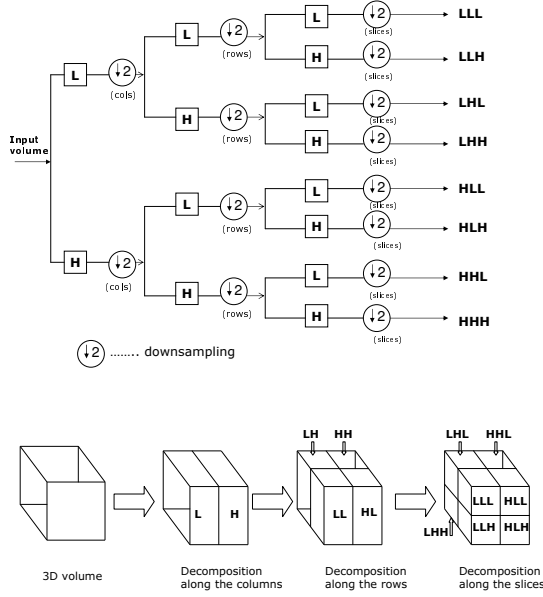 L ↓2 (slices) LLL
L ↓2 (rows)
H ↓2 (slices) LLH
L ↓2 (cols)
L ↓2 (slices) LHL
H ↓2 (rows)
H ↓2 (slices) LHH
Input
volume
L ↓2 (slices) HLL
L ↓2 (rows)
H ↓2 (slices) HLH
H ↓2 (cols)
L ↓2 (slices) HHL
H ↓2 (rows)
H ↓2 (slices) HHH
↓2 ........ downsampling
LH HH LHL HHL
L H LL HL LLL HLL
LHH LLH HLH
3D volume
Decomposition
along the columns
Decomposition
along the rows
Decomposition
along the slices